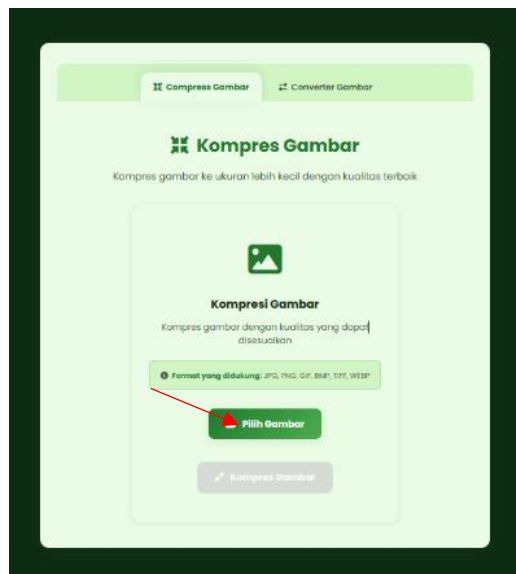 Compress Gambar
Converter Gambar
Kompres Gambar
Kompres gambar ke ukuran lebih kecil dengan kualitas terbaik
Kompresi Gambar
Kompres gambar dengan kualitas yang dapat
disesuaikan
Format yang didukung: JPG, PNG, GIF, BMP, TIFF, WEBP
Pilih Gambar
Kompres Gambar